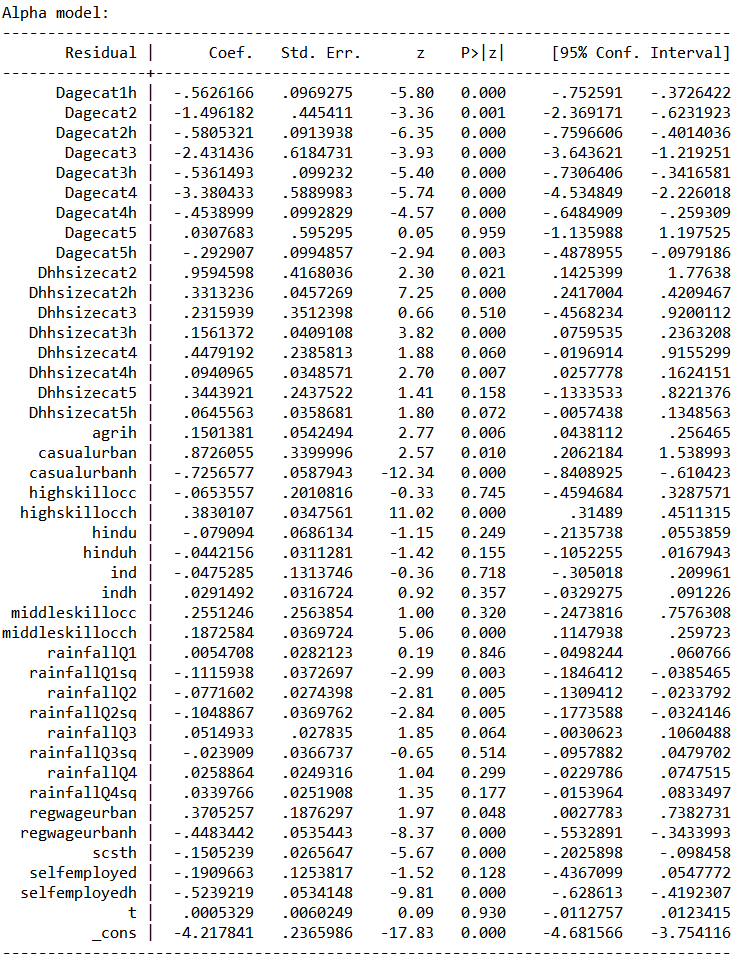 Alpha model:
------------------------------------------------------------------------------
Residual | Coef. Std. Err. z P>|z| [95% Conf. Interval]
-------------+----------------------------------------------------------------
Dagecat1h | -.5626166 .0969275 -5.80 0.000 -.752591 -.3726422
Dagecat2 | -1.496182 .445411 -3.36 0.001 -2.369171 -.6231923
Dagecat2h | -.5805321 .0913938 -6.35 0.000 -.7596606 -.4014036
Dagecat3 | -2.431436 .6184731 -3.93 0.000 -3.643621 -1.219251
Dagecat3h | -.5361493 .099232 -5.40 0.000 -.7306406 -.3416581
Dagecat4 | -3.380433 .5889983 -5.74 0.000 -4.534849 -2.226018
Dagecat4h | -.4538999 .0992829 -4.57 0.000 -.6484909 -.259309
Dagecat5 | .0307683 .595295 0.05 0.959 -1.135988 1.197525
Dagecat5h | -.292907 .0994857 -2.94 0.003 -.4878955 -.0979186
Dhhsizecat2 | .9594598 .4168036 2.30 0.021 .1425399 1.77638
Dhhsizecat2h | .3313236 .0457269 7.25 0.000 .2417004 .4209467
Dhhsizecat3 | .2315939 .3512398 0.66 0.510 -.4568234 .9200112
Dhhsizecat3h | .1561372 .0409108 3.82 0.000 .0759535 .2363208
Dhhsizecat4 | .4479192 .2385813 1.88 0.060 -.0196914 .9155299
Dhhsizecat4h | .0940965 .0348571 2.70 0.007 .0257778 .1624151
Dhhsizecat5 | .3443921 .2437522 1.41 0.158 -.1333533 .8221376
Dhhsizecat5h | .0645563 .0358681 1.80 0.072 -.0057438 .1348563
agrih | .1501381 .0542494 2.77 0.006 .0438112 .256465
casualurban | .8726055 .3399996 2.57 0.010 .2062184 1.538993
casualurbanh | -.7256577 .0587943 -12.34 0.000 -.8408925 -.610423
highskillocc | -.0653557 .2010816 -0.33 0.745 -.4594684 .3287571
highskillocch | .3830107 .0347561 11.02 0.000 .31489 .4511315
hindu | -.079094 .0686134 -1.15 0.249 -.2135738 .0553859
hinduh | -.0442156 .0311281 -1.42 0.155 -.1052255 .0167943
ind | -.0475285 .1313746 -0.36 0.718 -.305018 .209961
indh | .0291492 .0316724 0.92 0.357 -.0329275 .091226
middleskillocc | .2551246 .2563854 1.00 0.320 -.2473816 .7576308
middleskillocch | .1872584 .0369724 5.06 0.000 .1147938 .259723
rainfallQ1 | .0054708 .0282123 0.19 0.846 -.0498244 .060766
rainfallQ1sq | -.1115938 .0372697 -2.99 0.003 -.1846412 -.0385465
rainfallQ2 | -.0771602 .0274398 -2.81 0.005 -.1309412 -.0233792
rainfallQ2sq | -.1048867 .0369762 -2.84 0.005 -.1773588 -.0324146
rainfallQ3 | .0514933 .027835 1.85 0.064 -.0030623 .1060488
rainfallQ3sq | -.023909 .0366737 -0.65 0.514 -.0957882 .0479702
rainfallQ4 | .0258864 .0249316 1.04 0.299 -.0229786 .0747515
rainfallQ4sq | .0339766 .0251908 1.35 0.177 -.0153964 .0833497
regwageurban | .3705257 .1876297 1.97 0.048 .0027783 .7382731
regwageurbanh | -.4483442 .0535443 -8.37 0.000 -.5532891 -.3433993
scsth | -.1505239 .0265647 -5.67 0.000 -.2025898 -.098458
selfemployed | -.1909663 .1253817 -1.52 0.128 -.4367099 .0547772
selfemployedh | -.5239219 .0534148 -9.81 0.000 -.628613 -.4192307
t | .0005329 .0060249 0.09 0.930 -.0112757 .0123415
_cons | -4.217841 .2365986 -17.83 0.000 -4.681566 -3.754116
------------------------------------------------------------------------------